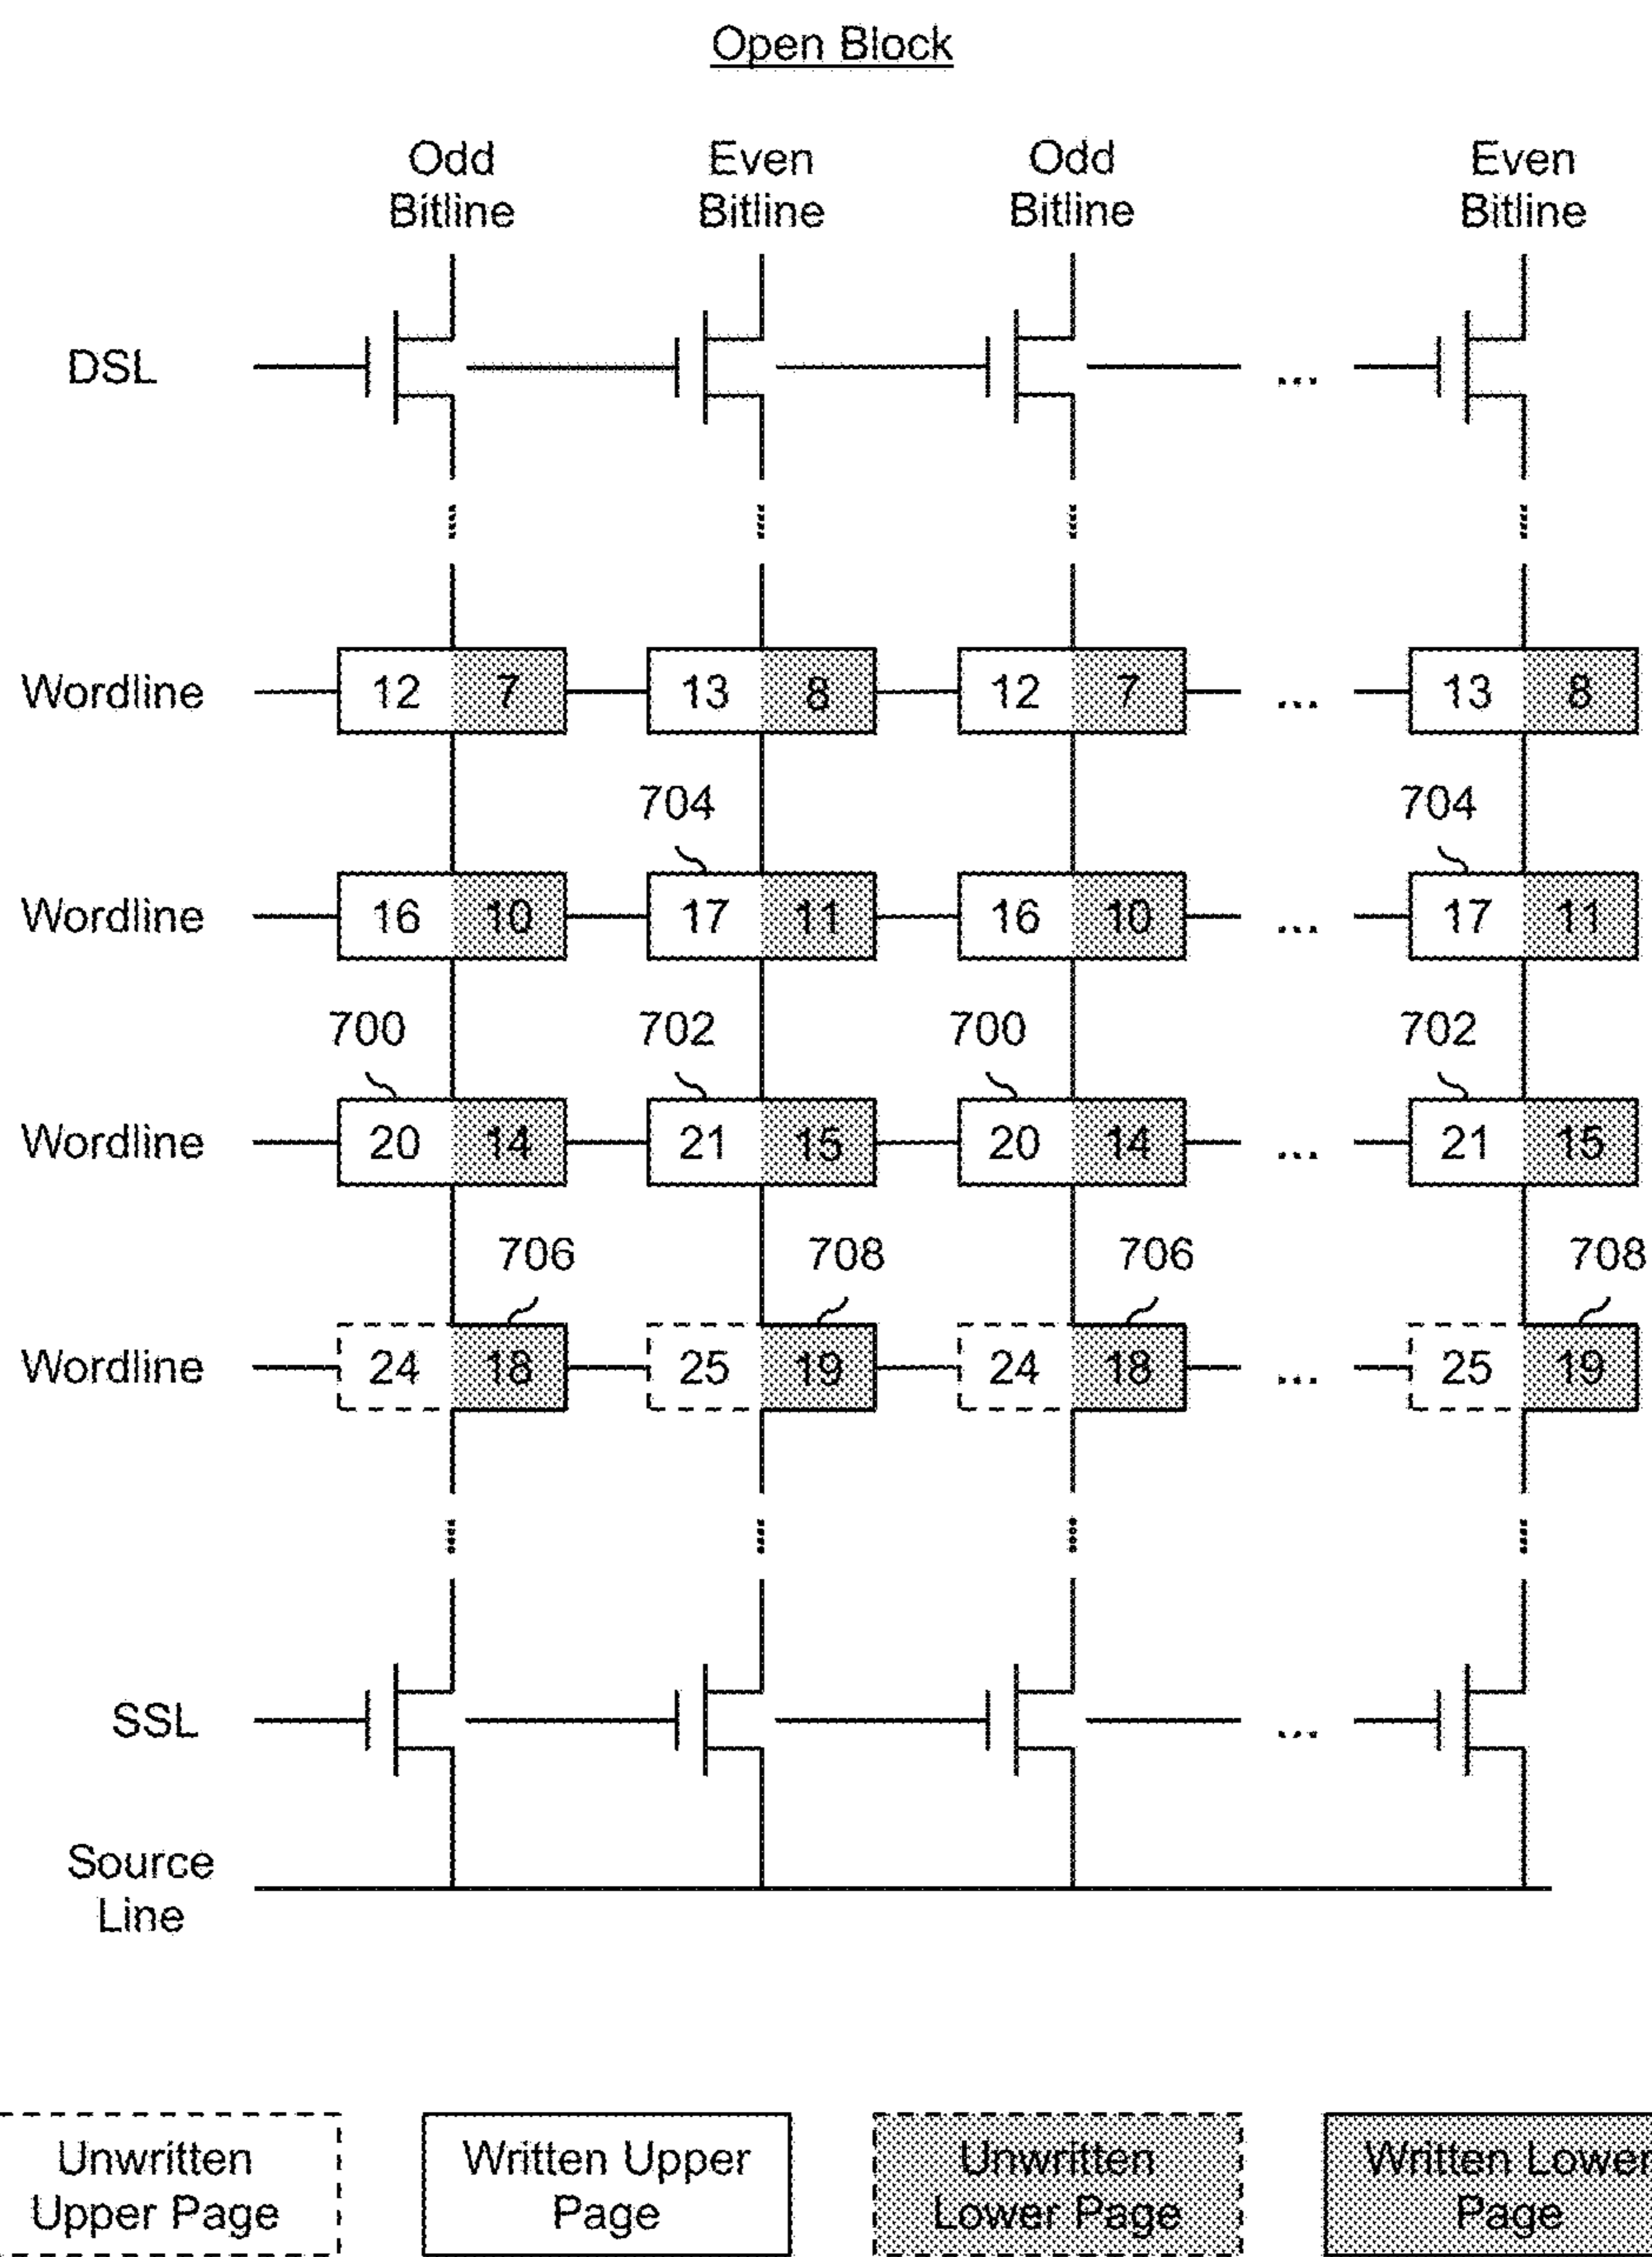 Open Block
Odd Bitline
Even Bitline
Odd Bitline
Even Bitline
DSL
...
Wordline 12 7 13 8 12 7 ... 13 8
704 704
Wordline 16 10 17 11 16 10 ... 17 11
700 702 700 702
Wordline 20 14 21 15 20 14 ... 21 15
706 708 706 708
Wordline 24 18 25 19 24 18 ... 25 19
SSL
...
Source
Line
Unwritten
Upper Page
Written Upper
Page
Unwritten
Lower Page
Written Lower
Page